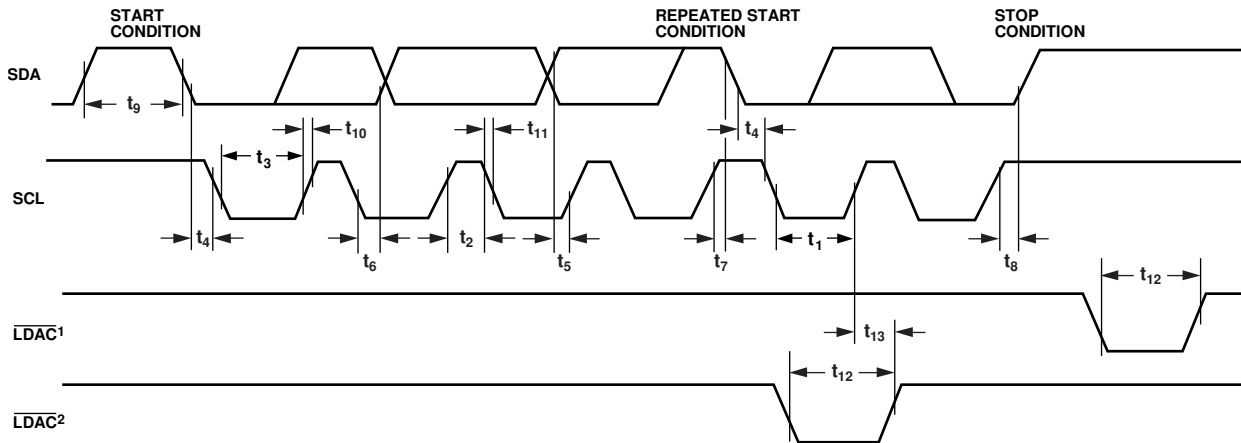 START
CONDITION
REPEATED START
CONDITION
STOP
CONDITION
SDA
t9
t10
t11
t4
t3
SCL
t4
t6
t2
t5
t7
t1
t8
t12
LDAC1
t13
t12
LDAC2